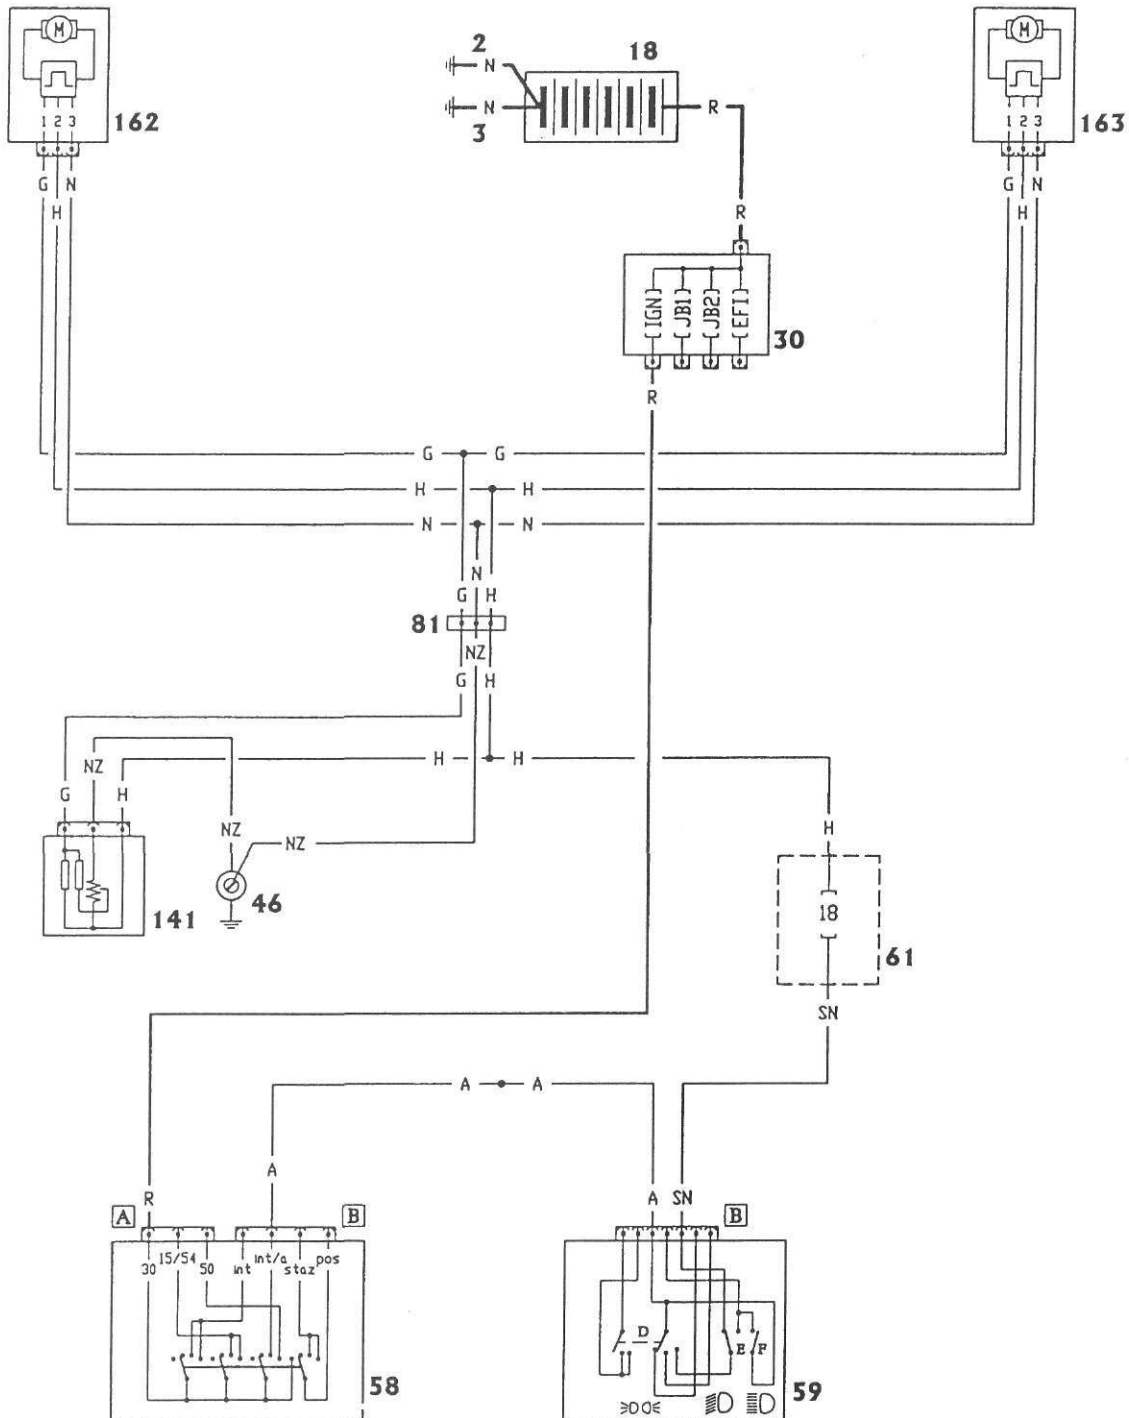 M
M
2
18
N
R
1 2 3
162
N
3
1 2 3
163
G N
H
G N
H
R
IGN
JB1
JB2
EFI
30
R
G G
H H
N N
N
G H
81
NZ
G H
H H
NZ
G H
H
NZ
NZ
18
141
46
61
SN
A A
A
R
A SN
A
B
B
30
15/54
50
int
int/a
staz
pos
D
E
F
58
59